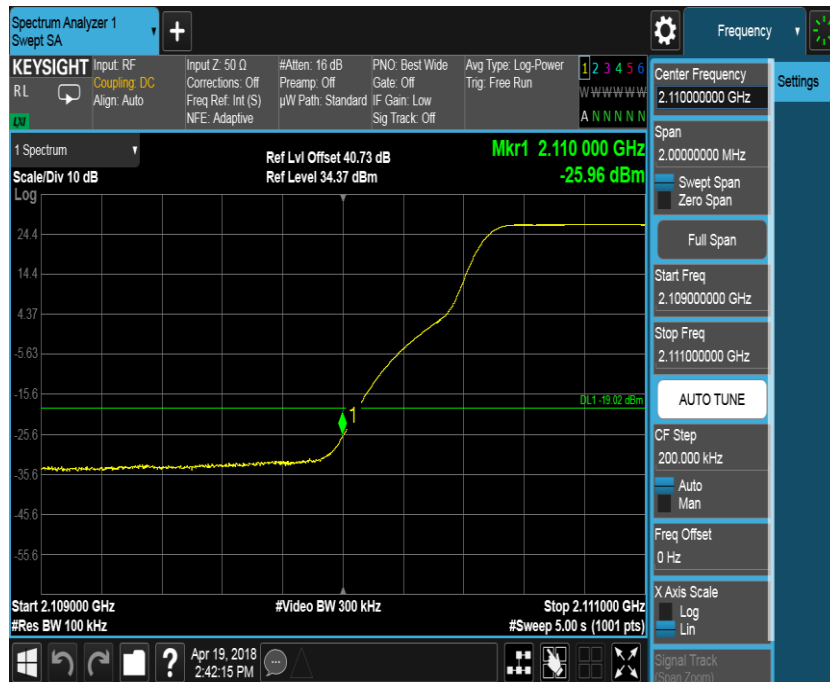 Spectrum Analyzer 1
Swept SA
+
Frequency
KEYSIGHT
RL
LXI
Input: RF
Coupling: DC
Align: Auto
Input Z: 50 Ω
Corrections: Off
Freq Ref: Int (S)
NFE: Adaptive
#Atten: 16 dB
Preamp: Off
µW Path: Standard
PNO: Best Wide
Gate: Off
IF Gain: Low
Sig Track: Off
Avg Type: Log-Power
Trig: Free Run
1 2 3 4 5 6
W W W W W W
A N N N N N
1 Spectrum
Scale/Div 10 dB
Ref Lvl Offset 40.73 dB
Ref Level 34.37 dBm
Mkr1 2.110 000 GHz
-25.96 dBm
Log
24.4
14.4
4.37
-5.63
-15.6
-25.6
-35.6
-45.6
-55.6
DL1 -19.02 dBm
1
Start 2.109000 GHz
#Res BW 100 kHz
#Video BW 300 kHz
Stop 2.111000 GHz
#Sweep 5.00 s (1001 pts)
Center Frequency
2.110000000 GHz
Span
2.00000000 MHz
Swept Span
Zero Span
Full Span
Start Freq
2.109000000 GHz
Stop Freq
2.111000000 GHz
AUTO TUNE
CF Step
200.000 kHz
Auto
Man
Freq Offset
0 Hz
X Axis Scale
Log
Lin
Signal Track
(Span Zoom)
Settings
?
Apr 19, 2018
2:42:15 PM